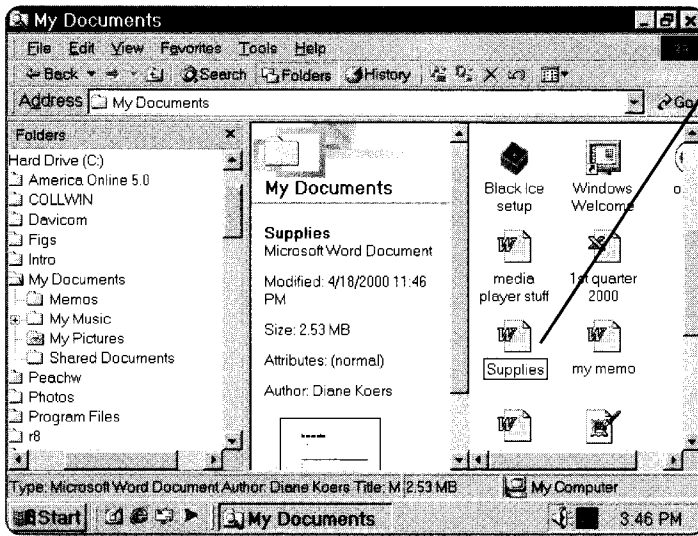 My Documents
File Edit View Favorites Tools Help
Back Search Folders History
Address My Documents Go
Folders
Hard Drive (C:)
America Online 5.0
COLLWIN
Davicom
Figs
Intro
My Documents
Memos
My Music
My Pictures
Shared Documents
Peachw
Photos
Program Files
r8
My Documents
Supplies
Microsoft Word Document
Modified: 4/18/2000 11:46
PM
Size: 2.53 MB
Attributes: (normal)
Author: Diane Koers
Black Ice
setup
Windows
Welcome
media
player stuff
1st quarter
2000
Supplies
my memo
Type: Microsoft Word Document Author: Diane Koers Title: M 2.53 MB My Computer
Start My Documents 3:46 PM